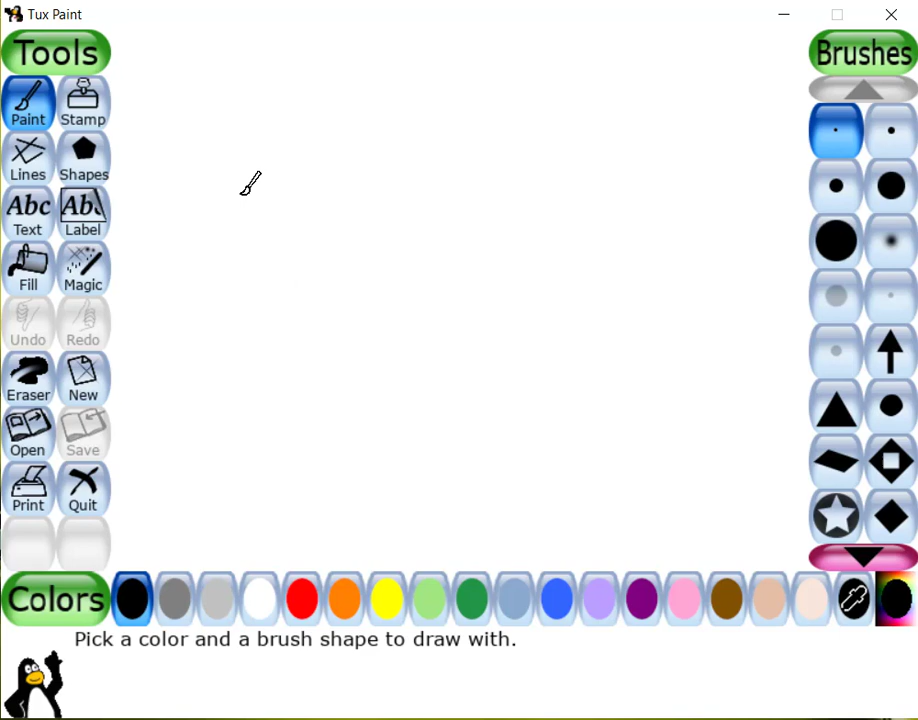 Tux Paint
Tools
Brushes
Paint
Stamp
Lines
Shapes
Abc
Abc
Text
Label
Fill
Magic
Undo
Redo
Eraser
New
Open
Save
Print
Quit
Colors
Pick a color and a brush shape to draw with.